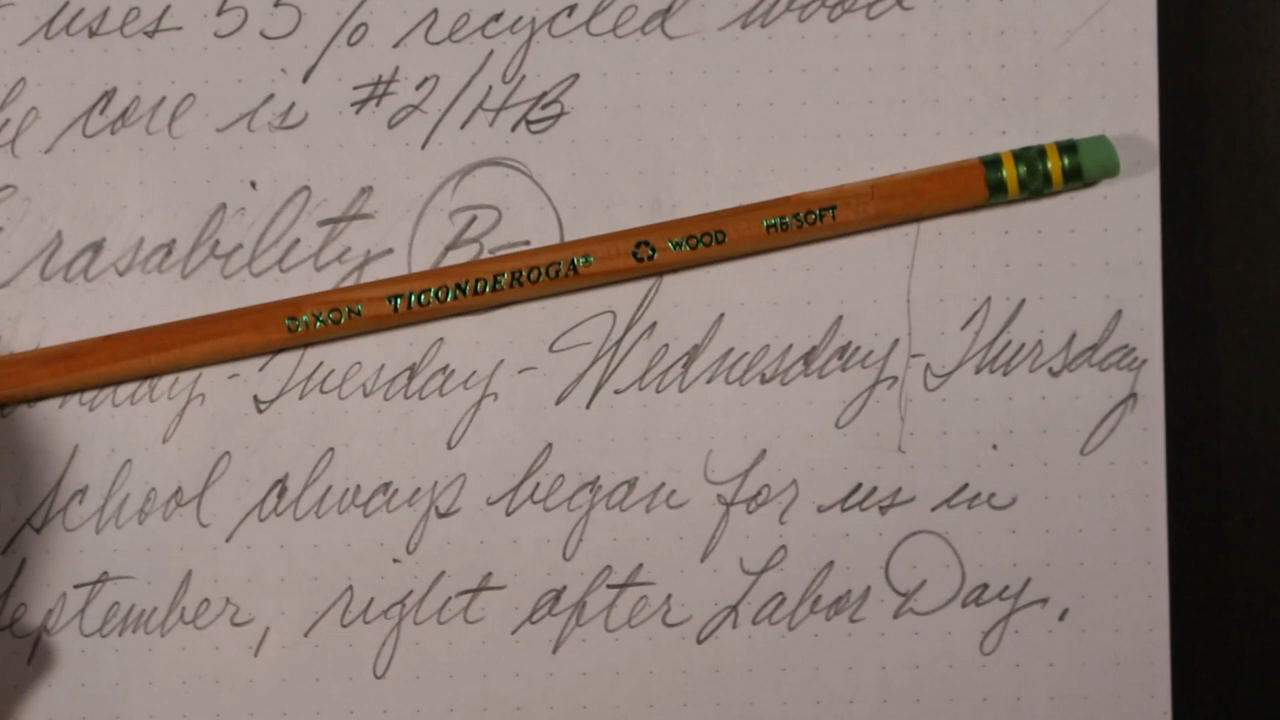 uses 55% recycled wood
core is #2/HB
Erasability B-
DIXON TICONDEROGA® WOOD HB SOFT
Tuesday - Wednesday - Thursday
School always began for us in
September, right after Labor Day.